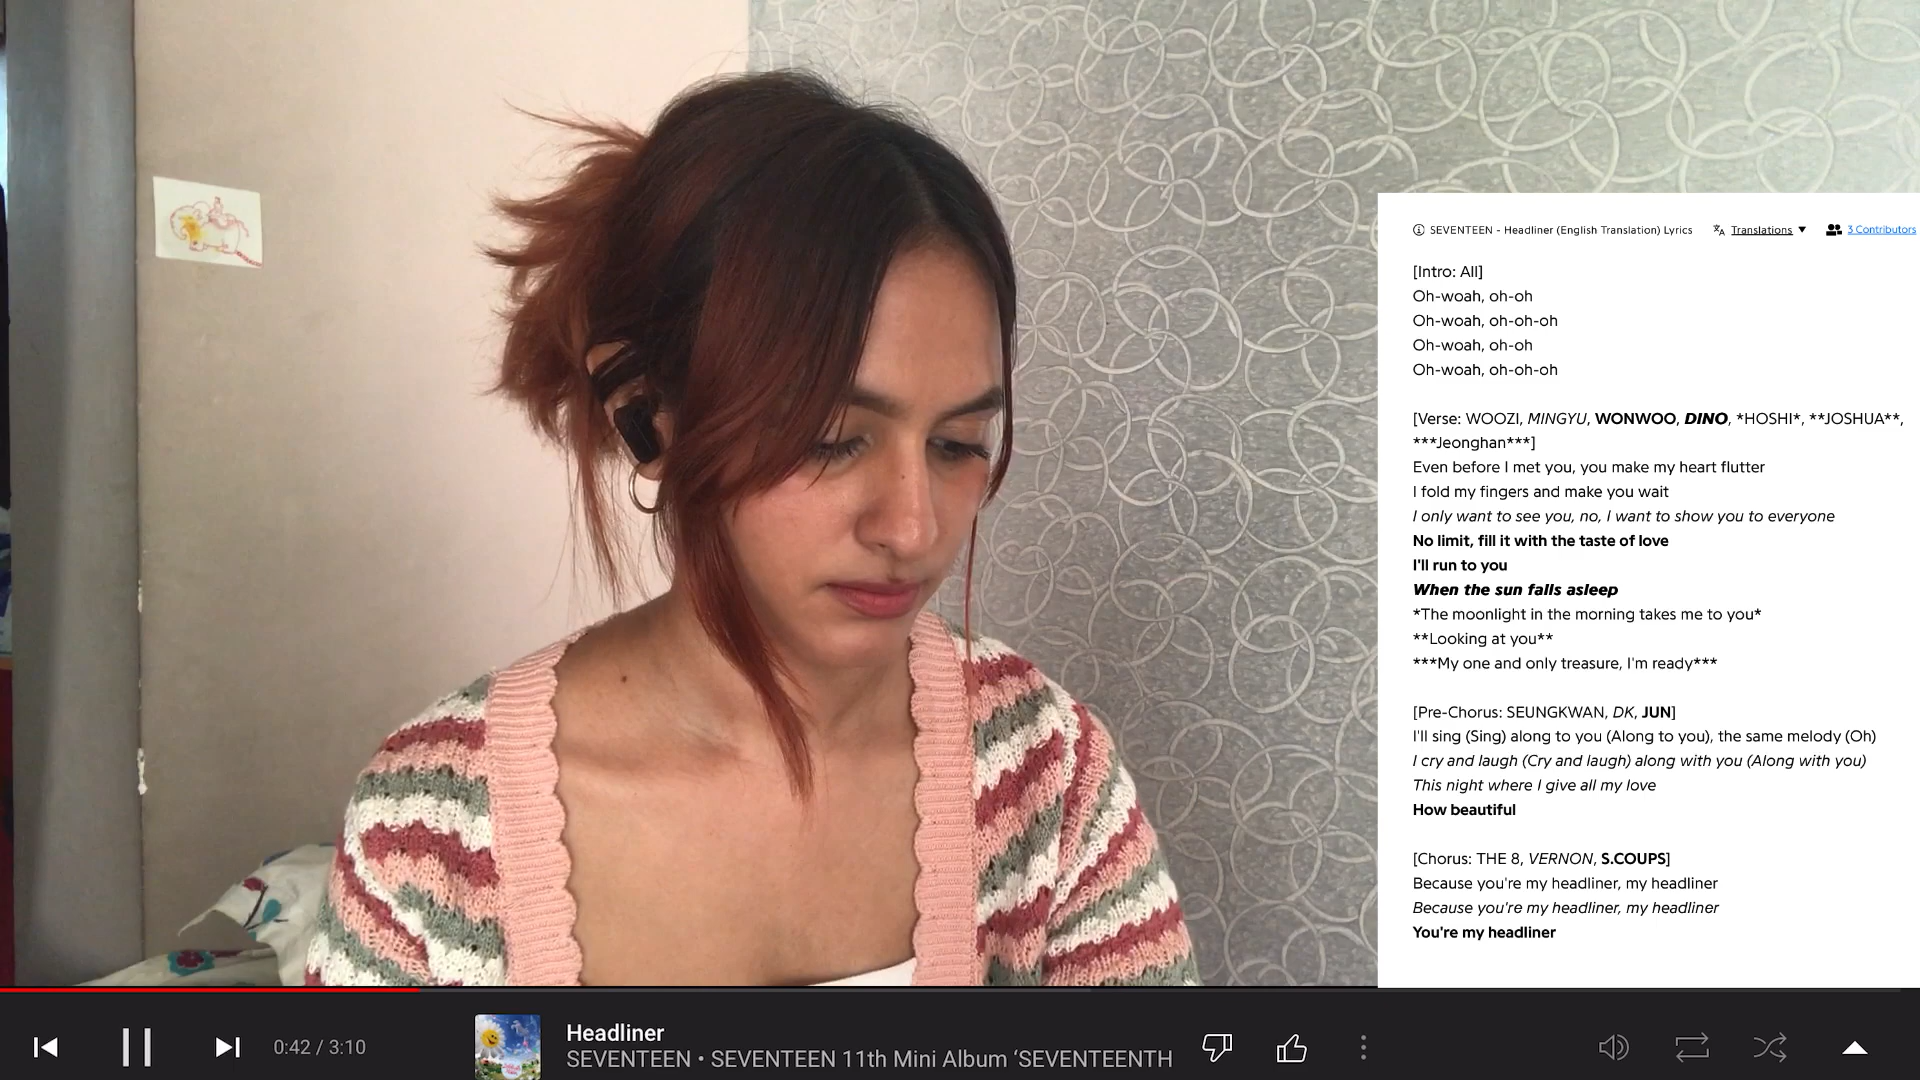 SEVENTEEN - Headliner (English Translation) Lyrics Translations 3 Contributors
[Intro: All]
Oh-woah, oh-oh
Oh-woah, oh-oh-oh
Oh-woah, oh-oh
Oh-woah, oh-oh-oh
[Verse: WOOZI, MINGYU, WONWOO, DINO, *HOSHI*, **JOSHUA**,
***Jeonghan***]
Even before I met you, you make my heart flutter
I fold my fingers and make you wait
I only want to see you, no, I want to show you to everyone
No limit, fill it with the taste of love
I'll run to you
When the sun falls asleep
*The moonlight in the morning takes me to you*
**Looking at you**
***My one and only treasure, I'm ready***
[Pre-Chorus: SEUNGKWAN, DK, JUN]
I'll sing (Sing) along to you (Along to you), the same melody (Oh)
I cry and laugh (Cry and laugh) along with you (Along with you)
This night where I give all my love
How beautiful
[Chorus: THE 8, VERNON, S.COUPS]
Because you're my headliner, my headliner
Because you're my headliner, my headliner
You're my headliner
0:42 / 3:10
Headliner
SEVENTEEN • SEVENTEEN 11th Mini Album ‘SEVENTEENTH